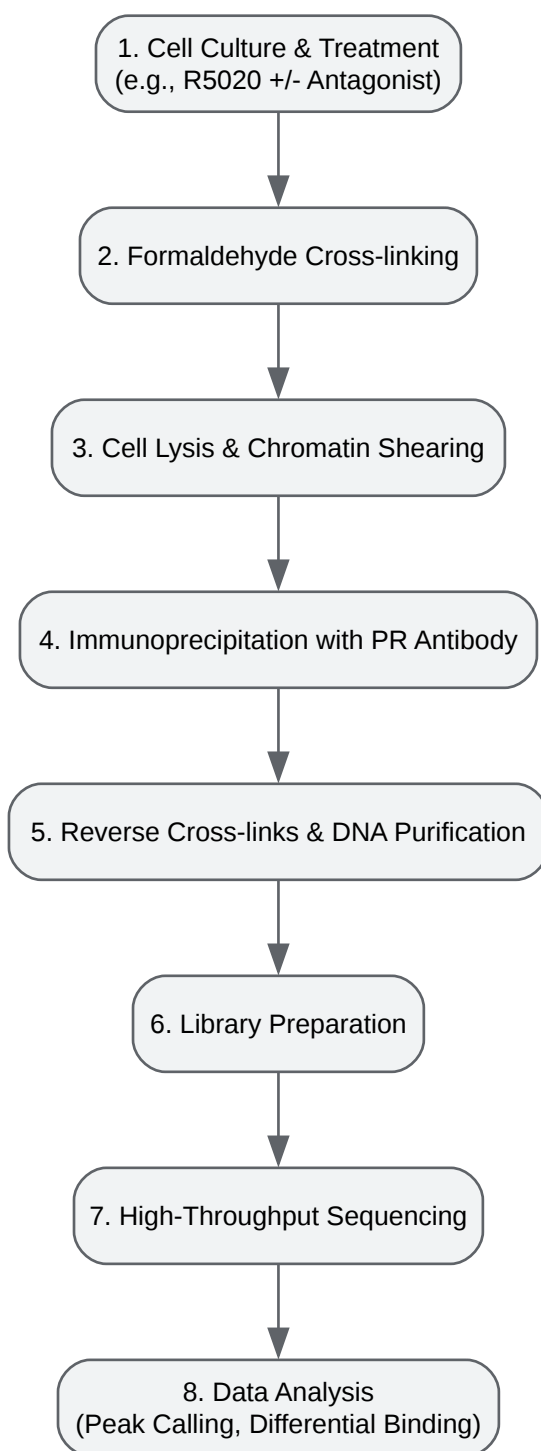 1. Cell Culture & Treatment
(e.g., R5020 +/- Antagonist)
2. Formaldehyde Cross-linking
3. Cell Lysis & Chromatin Shearing
4. Immunoprecipitation with PR Antibody
5. Reverse Cross-links & DNA Purification
6. Library Preparation
7. High-Throughput Sequencing
8. Data Analysis
(Peak Calling, Differential Binding)